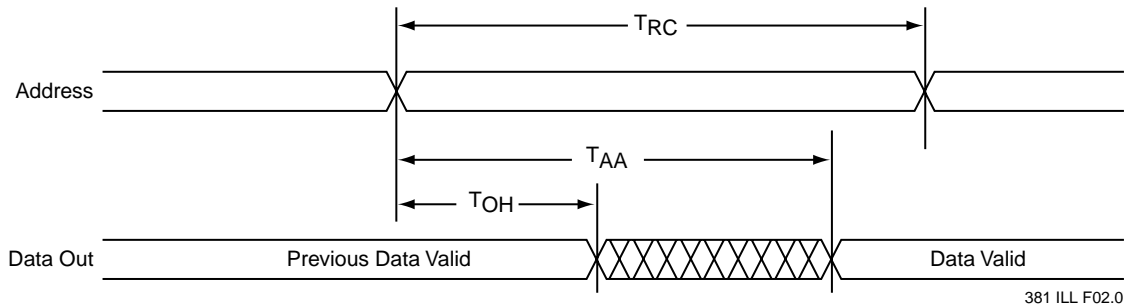 TRC
Address
TAA
TOH
Data Out
Previous Data Valid
Data Valid
381 ILL F02.0